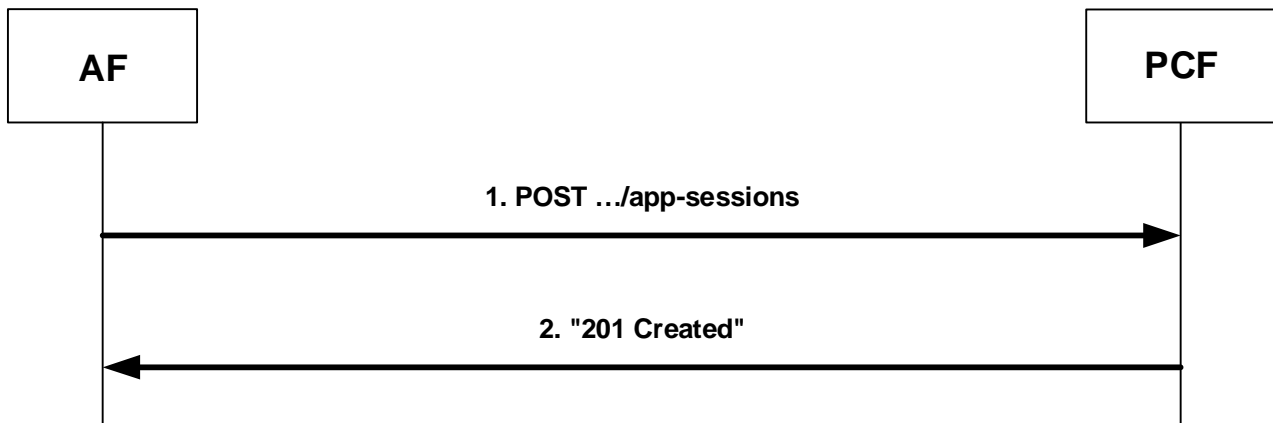 AF
PCF
1. POST …/app-sessions
2. "201 Created"